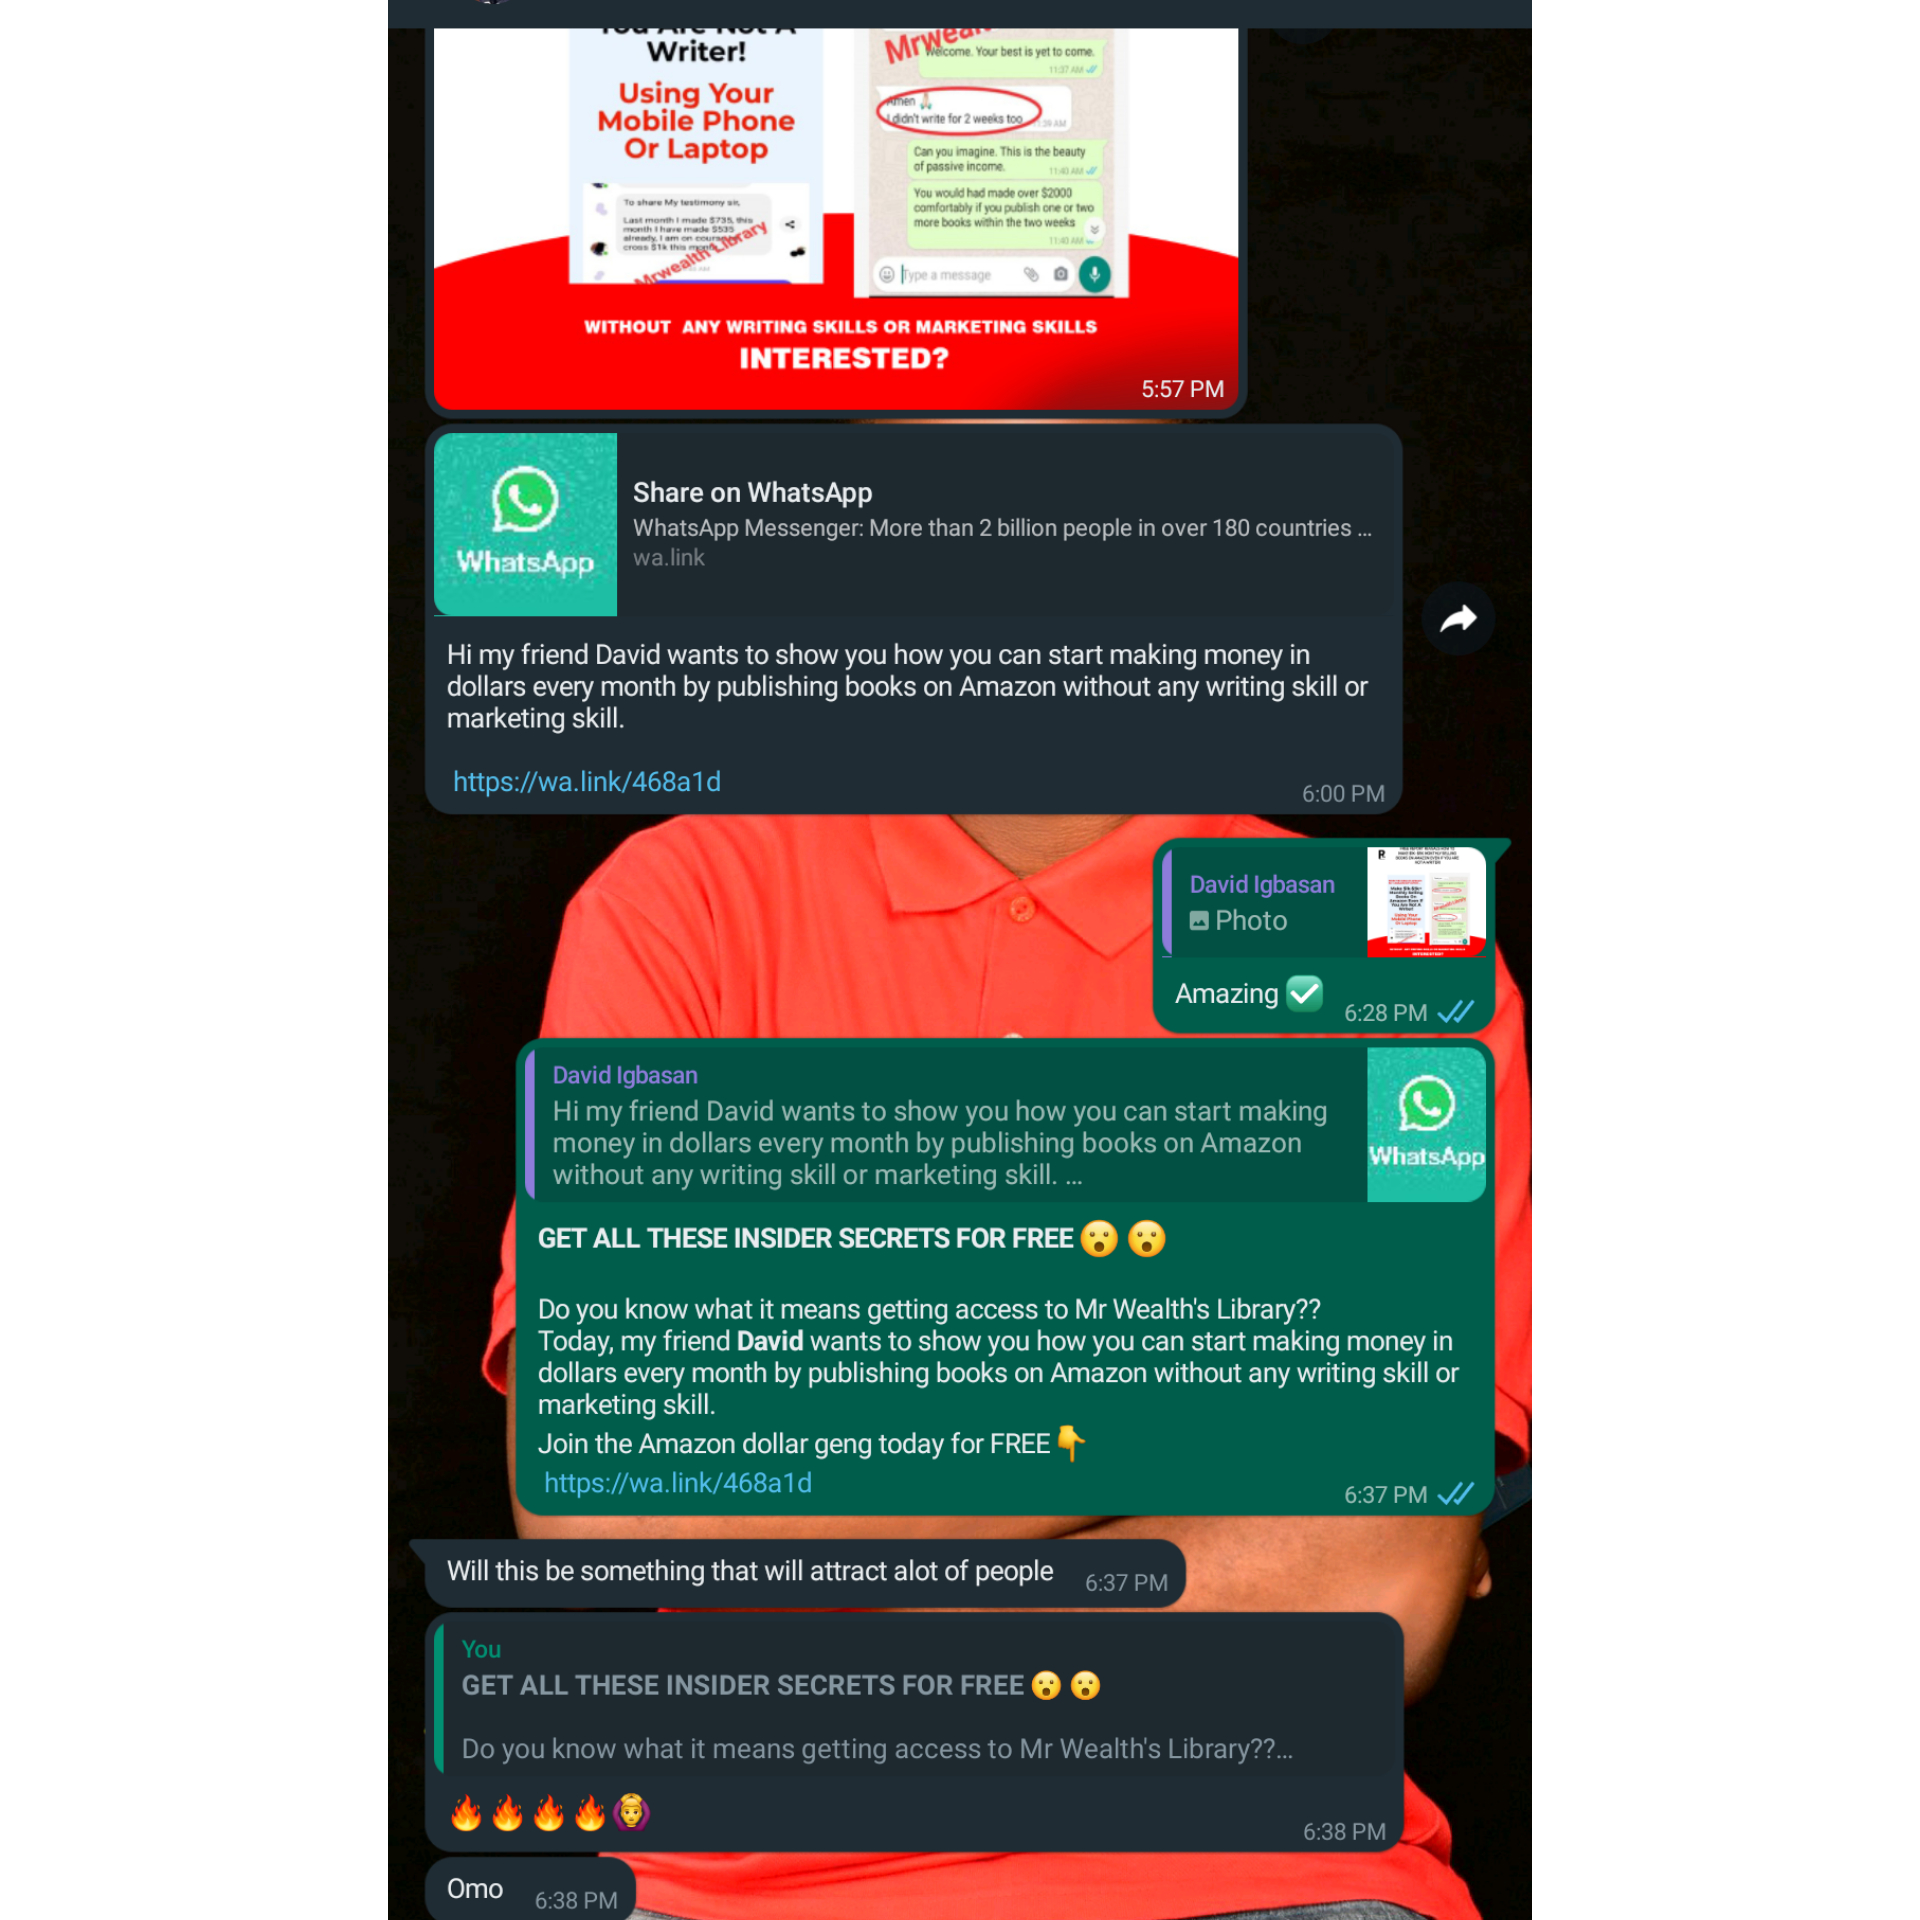 You Are Not A
Writer!
Using Your
Mobile Phone
Or Laptop
To share My testimony sir,
Last month I made $735, this
month I have made $535
already, I am on course
cross $1k this month
Mrwealth Library
Mrwealth
Welcome. Your best is yet to come.
11:37 AM
Amen
I didn't write for 2 weeks too
11:39 AM
Can you imagine. This is the beauty
of passive income.
11:40 AM
You would had made over $2000
comfortably if you publish one or two
more books within the two weeks
11:40 AM
Type a message
WITHOUT ANY WRITING SKILLS OR MARKETING SKILLS
INTERESTED?
5:57 PM
WhatsApp
Share on WhatsApp
WhatsApp Messenger: More than 2 billion people in over 180 countries ...
wa.link
Hi my friend David wants to show you how you can start making money in
dollars every month by publishing books on Amazon without any writing skill or
marketing skill.
https://wa.link/468a1d
6:00 PM
David Igbasan
Photo
Amazing ✅
6:28 PM
David Igbasan
Hi my friend David wants to show you how you can start making
money in dollars every month by publishing books on Amazon
without any writing skill or marketing skill. ...
WhatsApp
GET ALL THESE INSIDER SECRETS FOR FREE 😮 😮
Do you know what it means getting access to Mr Wealth's Library??
Today, my friend David wants to show you how you can start making money in
dollars every month by publishing books on Amazon without any writing skill or
marketing skill.
Join the Amazon dollar geng today for FREE 👇
https://wa.link/468a1d
6:37 PM
Will this be something that will attract alot of people
6:37 PM
You
GET ALL THESE INSIDER SECRETS FOR FREE 😮 😮
Do you know what it means getting access to Mr Wealth's Library??...
🔥🔥🔥🔥🙆
6:38 PM
Omo
6:38 PM